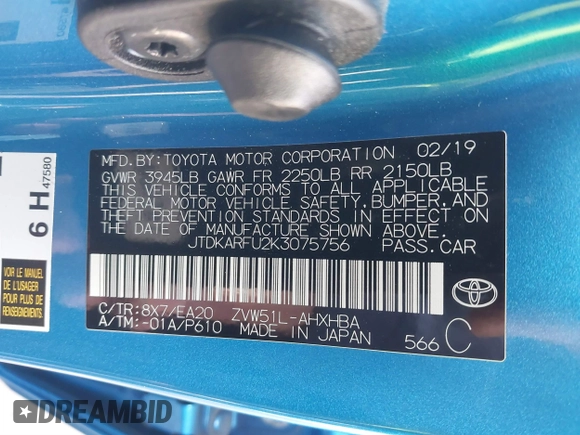 MFD. BY: TOYOTA MOTOR CORPORATION 02/19
GVWR 3945LB GAWR FR 2250LB RR 2150LB
THIS VEHICLE CONFORMS TO ALL APPLICABLE
FEDERAL MOTOR VEHICLE SAFETY, BUMPER, AND
THEFT PREVENTION STANDARDS IN EFFECT ON
THE DATE OF MANUFACTURE SHOWN ABOVE.
JTDKARFU2K3075756 PASS.CAR
C/TR: 8X7/EA20 ZVW51L-AHXHBA
A/TM: -01A/P610 MADE IN JAPAN
566 C
TOYOTA
6 H 47580
VOIR LE MANUEL
DE L'USAGER
POUR PLUS DE
RENSEIGNEMENTS
DREAMBID